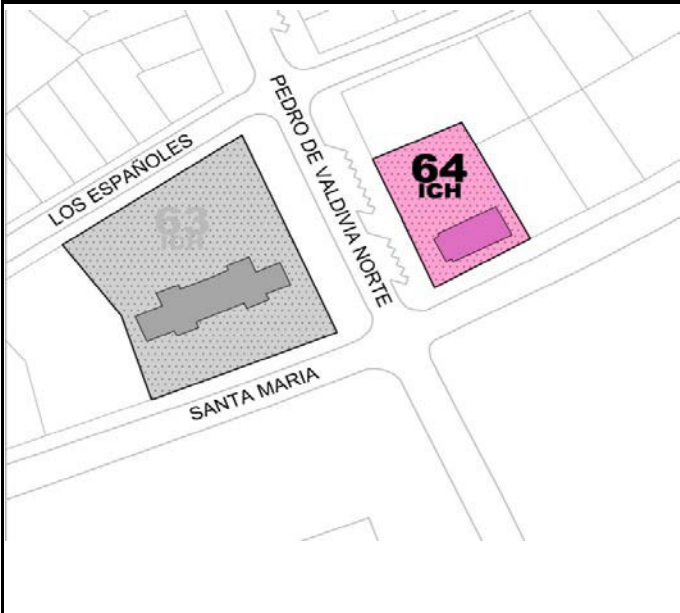 PEDRO DE VALDIVIA NORTE
LOS ESPAÑOLES
64
ICH
63
ICH
SANTA MARIA